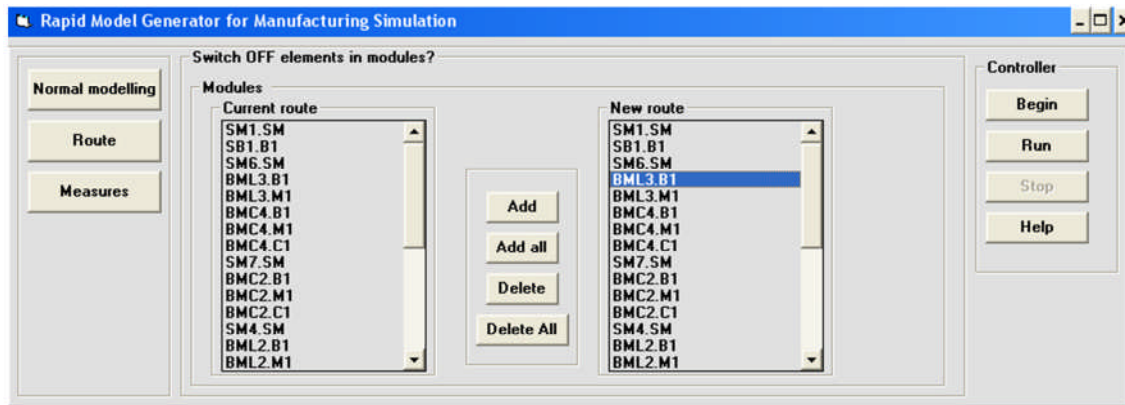 Rapid Model Generator for Manufacturing Simulation
Normal modelling
Route
Measures
Switch OFF elements in modules?
Modules
Current route
SM1.SM
SB1.B1
SM6.SM
BML3.B1
BML3.M1
BMC4.B1
BMC4.M1
BMC4.C1
SM7.SM
BMC2.B1
BMC2.M1
BMC2.C1
SM4.SM
BML2.B1
BML2.M1
Add
Add all
Delete
Delete All
New route
SM1.SM
SB1.B1
SM6.SM
BML3.B1
BML3.M1
BMC4.B1
BMC4.M1
BMC4.C1
SM7.SM
BMC2.B1
BMC2.M1
BMC2.C1
SM4.SM
BML2.B1
BML2.M1
Controller
Begin
Run
Stop
Help